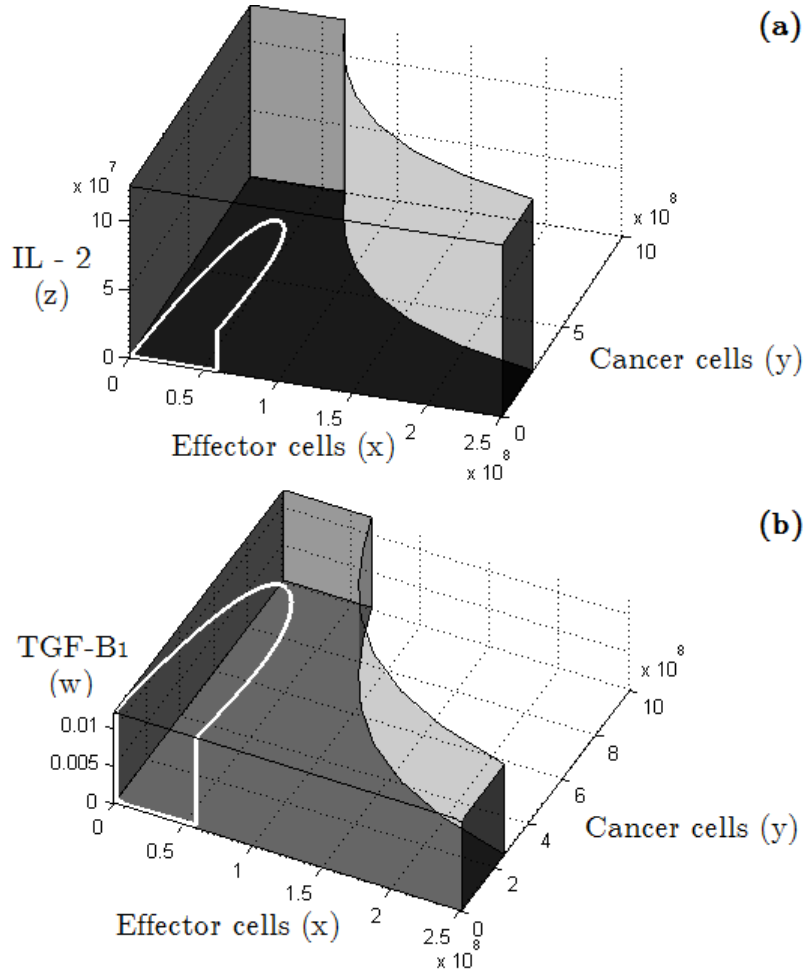 (a)
x 10^7
10
5
0
IL - 2
(z)
0
0.5
1
1.5
2
2.5
x 10^8
Effector cells (x)
0
5
10
x 10^8
Cancer cells (y)
(b)
TGF-B1
(w)
0.01
0.005
0
0
0.5
1
1.5
2
2.5
x 10^8
Effector cells (x)
0
2
4
6
8
10
x 10^8
Cancer cells (y)